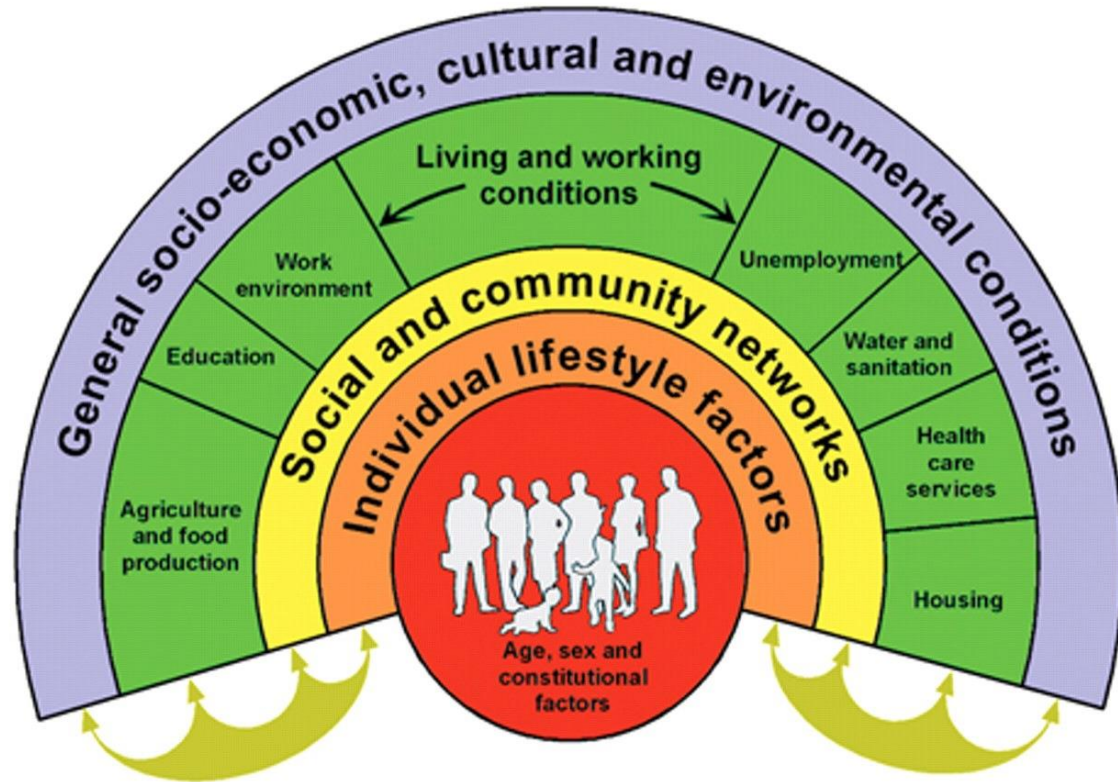 General socio-economic, cultural and environmental conditions
Living and working
conditions
Work
environment
Education
Agriculture
and food
production
Unemployment
Water and
sanitation
Health
care
services
Housing
Social and community networks
Individual lifestyle factors
Age, sex and
constitutional
factors